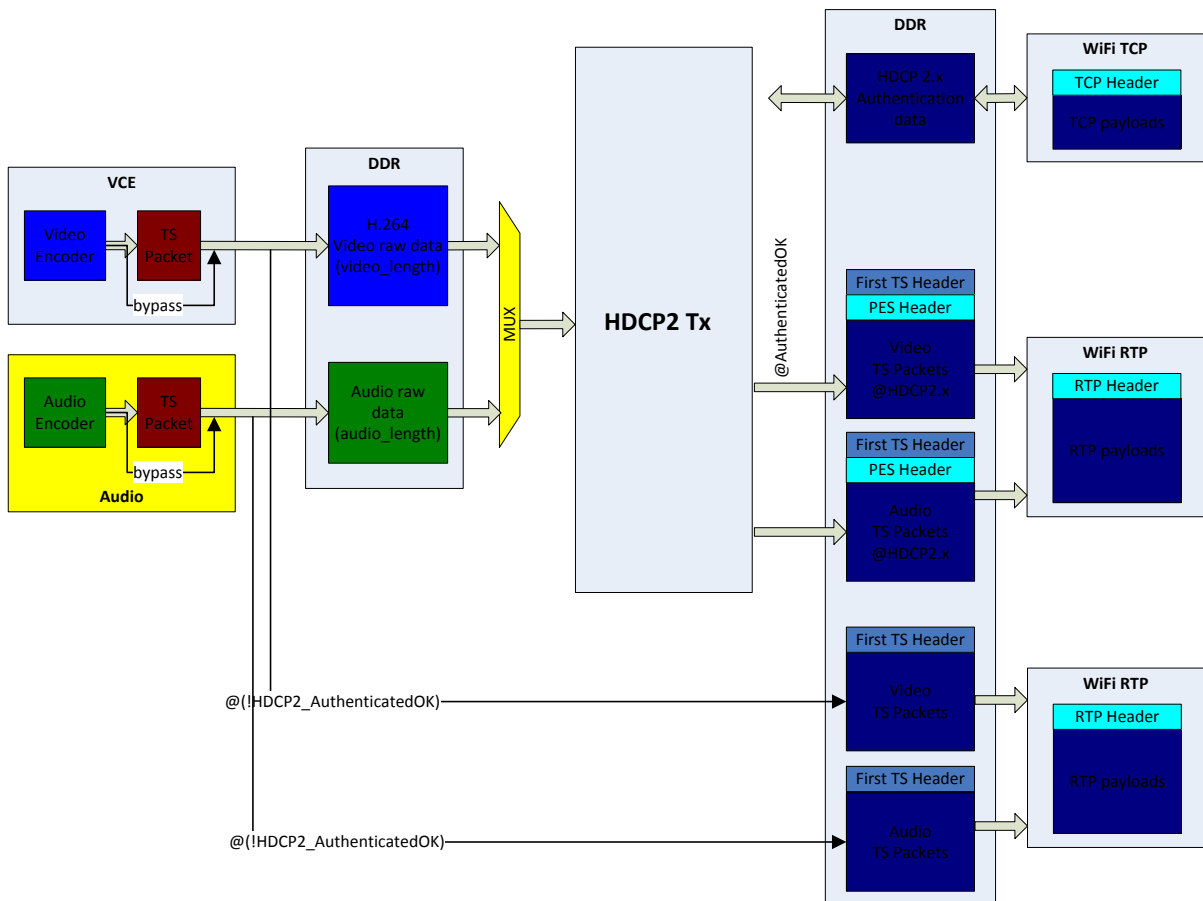 VCE
Video
Encoder
TS
Packet
bypass
Audio
Encoder
TS
Packet
bypass
Audio
DDR
H.264
Video raw data
(video_length)
Audio raw
data
(audio_length)
MUX
HDCP2 Tx
@AuthenticatedOK
DDR
HDCP 2.x
Authentication
data
First TS Header
PES Header
Video
TS Packets
@HDCP2.x
First TS Header
PES Header
Audio
TS Packets
@HDCP2.x
First TS Header
Video
TS Packets
First TS Header
Audio
TS Packets
WiFi TCP
TCP Header
TCP payloads
WiFi RTP
RTP Header
RTP payloads
WiFi RTP
RTP Header
RTP payloads
@(!HDCP2_AuthenticatedOK)
@(!HDCP2_AuthenticatedOK)